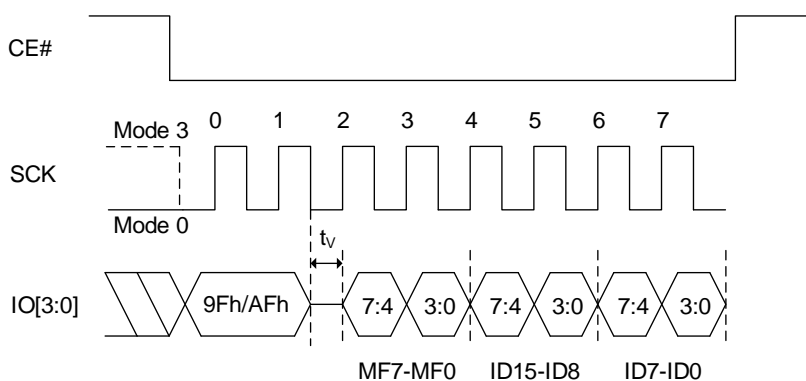 CE#
Mode 3
0 1 2 3 4 5 6 7
SCK
Mode 0
tV
IO[3:0]
9Fh/AFh
7:4 3:0 7:4 3:0 7:4 3:0
MF7-MF0 ID15-ID8 ID7-ID0